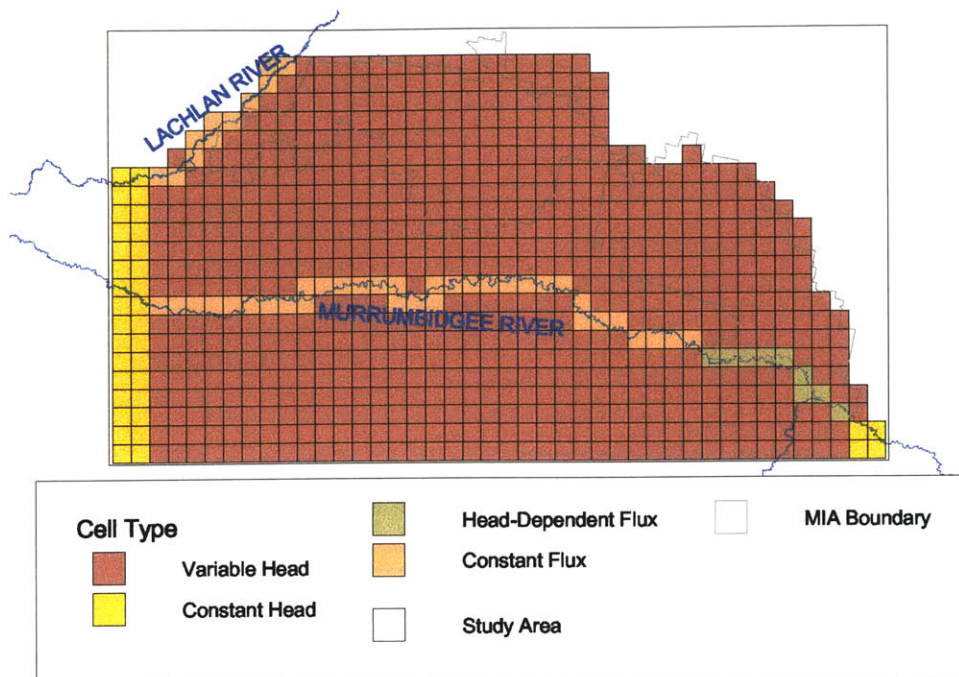 LACHLAN RIVER
MURRUMBIDGEE RIVER
Cell Type
Variable Head
Constant Head
Head-Dependent Flux
Constant Flux
Study Area
MIA Boundary